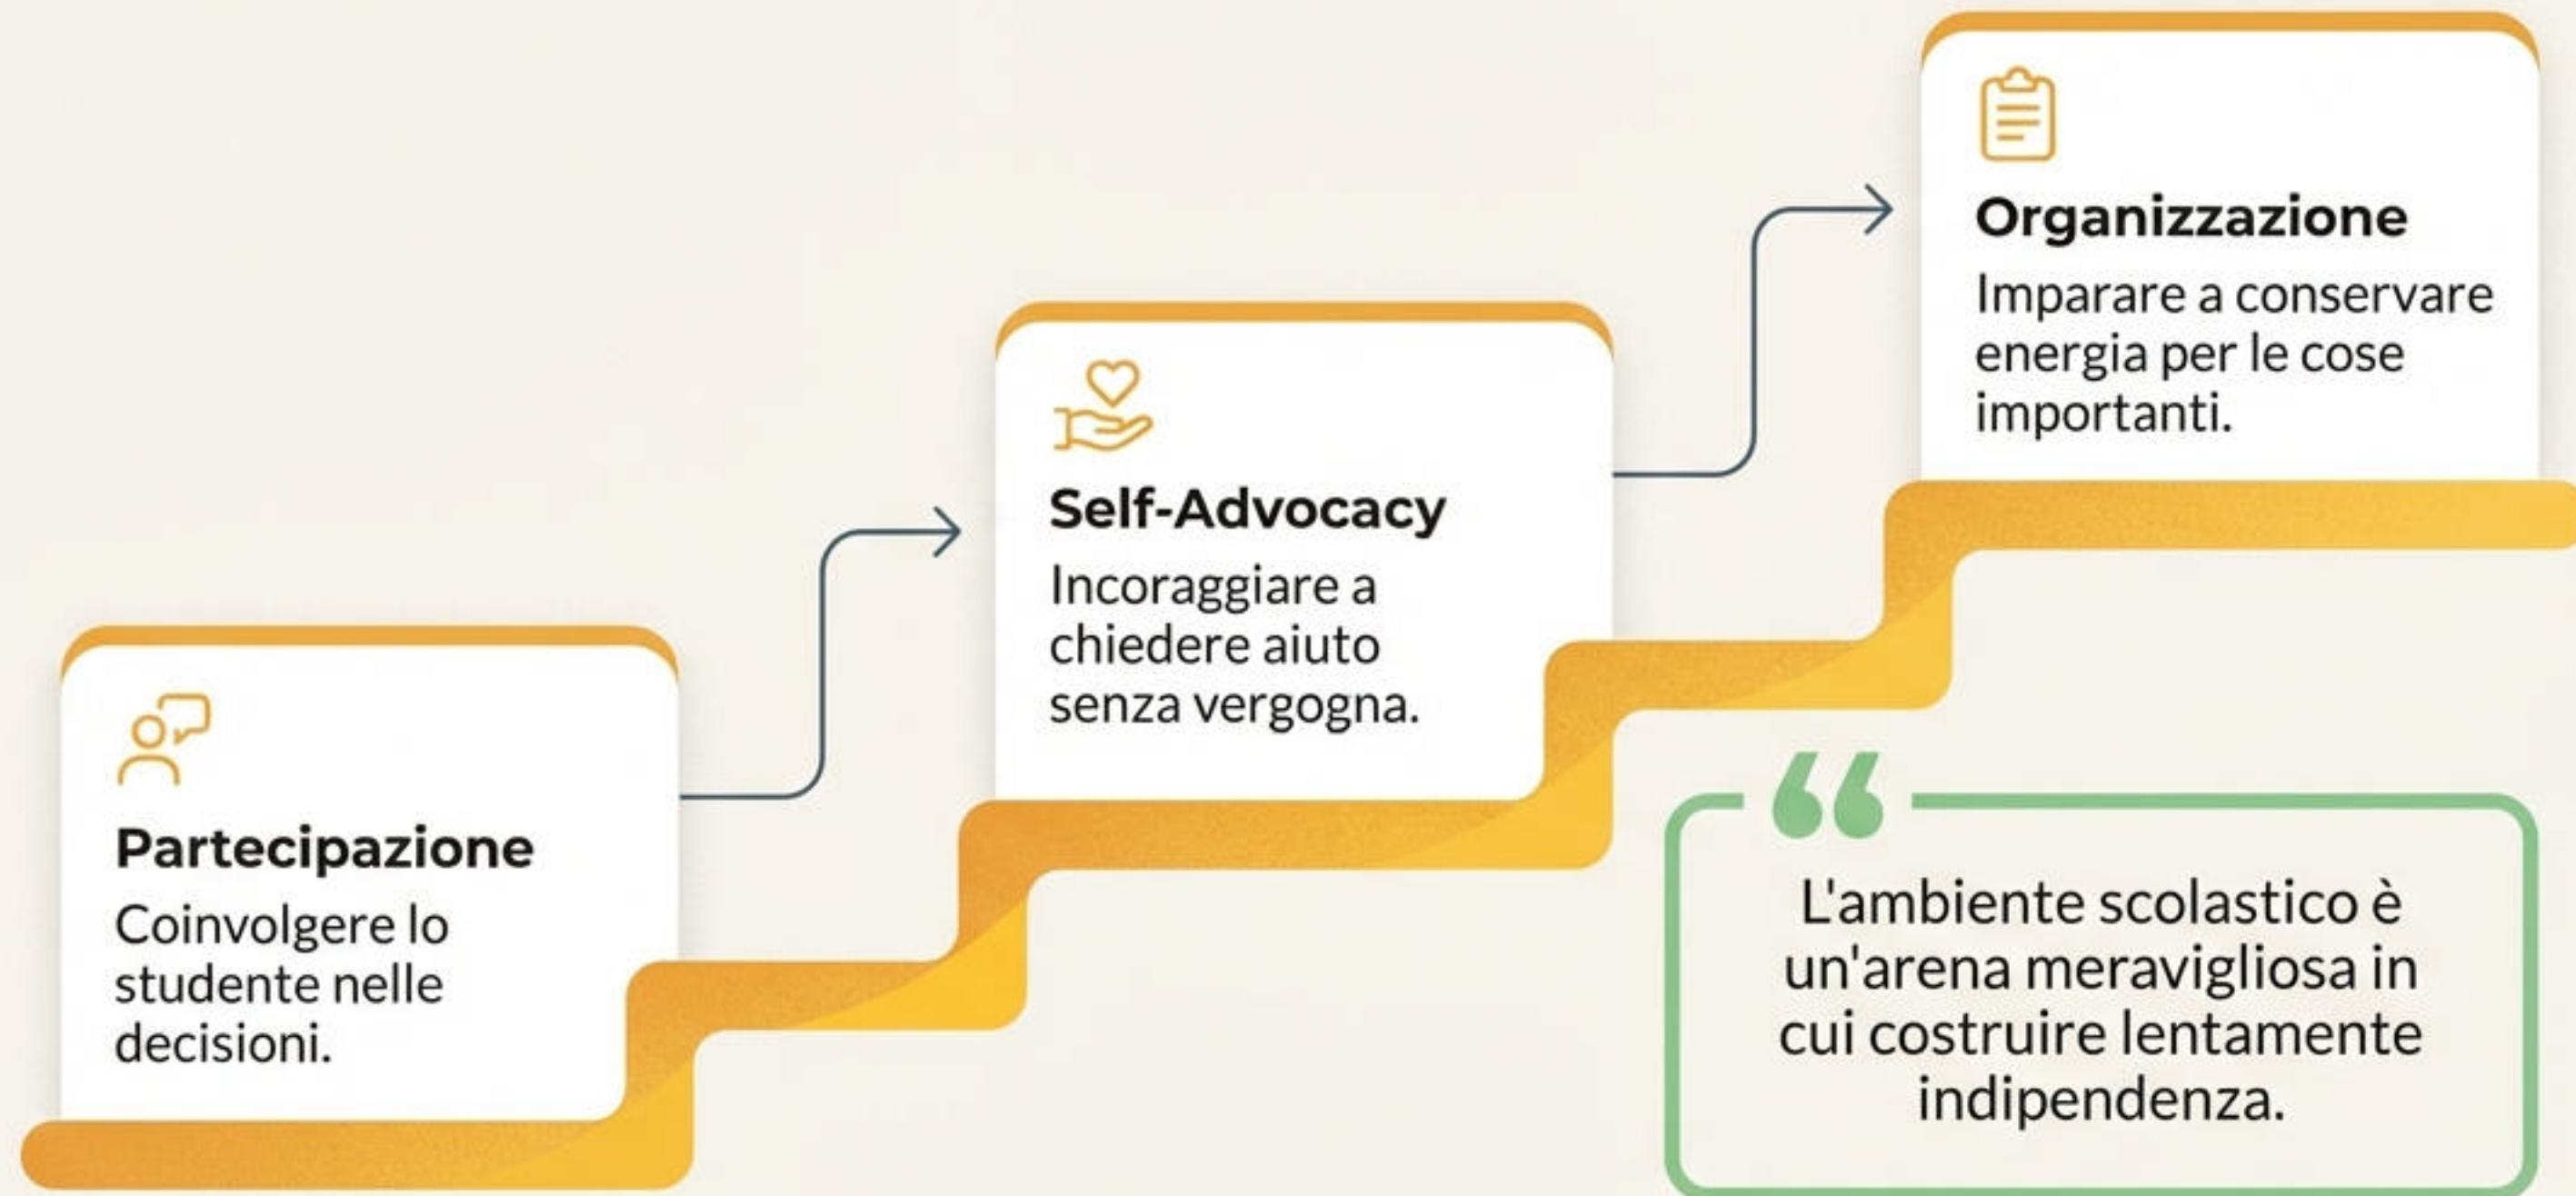 Partecipazione
Coinvolgere lo
studente nelle
decisioni.
Self-Advocacy
Incoraggiare a
chiedere aiuto
senza vergogna.
Organizzazione
Imparare a conservare
energia per le cose
importanti.
“
L'ambiente scolastico è
un'arena meravigliosa in
cui costruire lentamente
indipendenza.